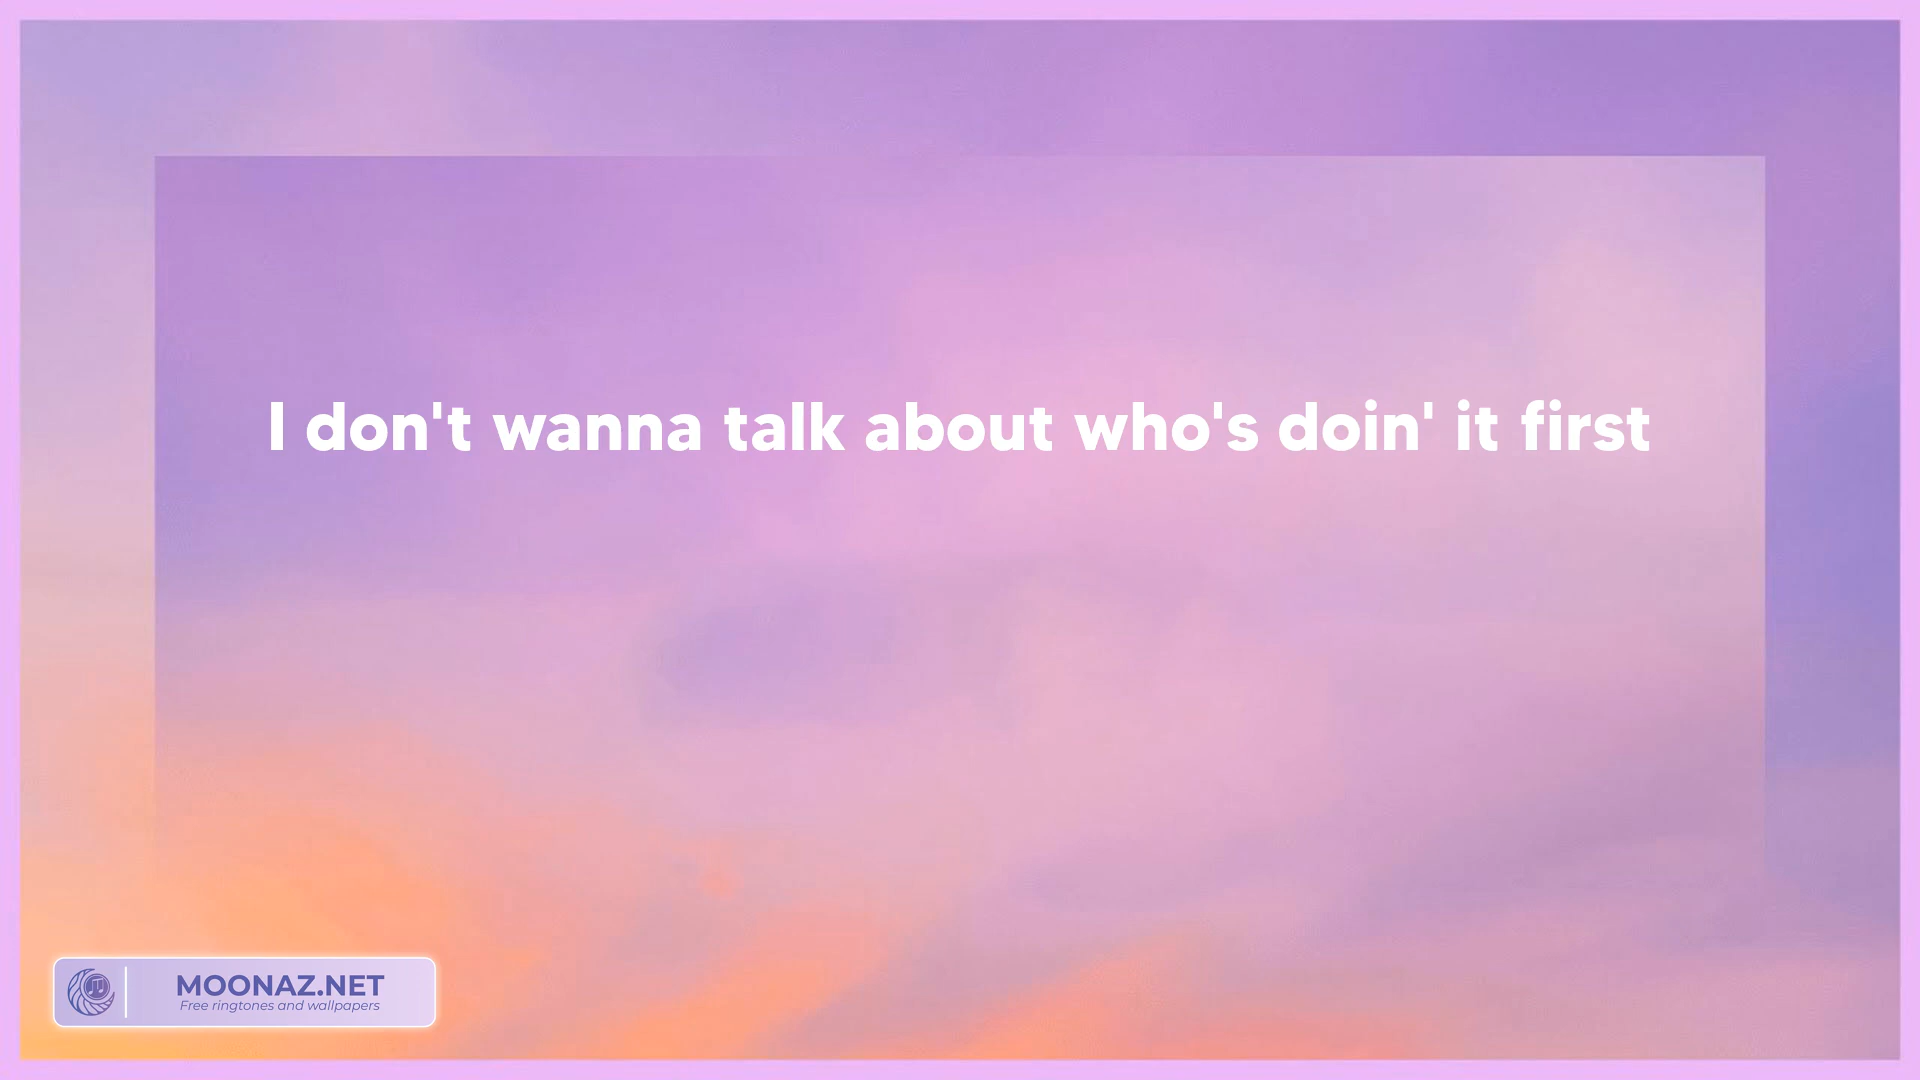 I don't wanna talk about who's doin' it first
MOONAZ.NET
Free ringtones and wallpapers